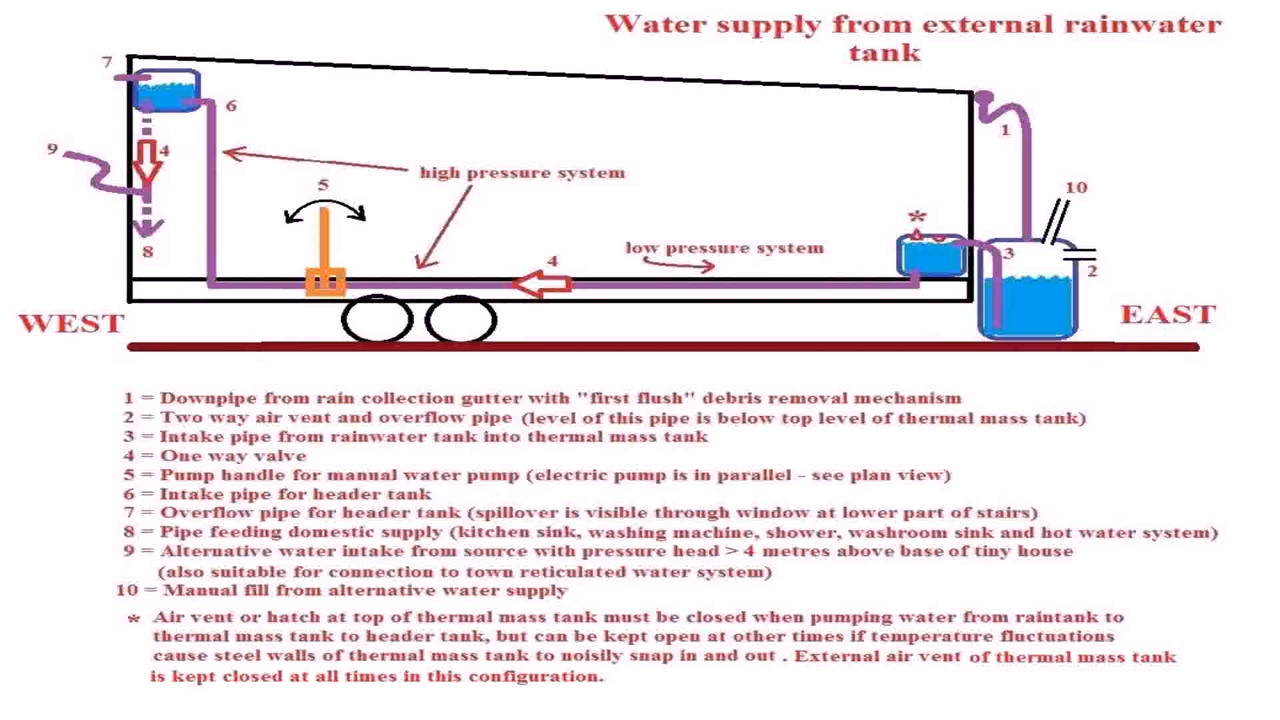 Water supply from external rainwater
tank
7
6
1
9
4
high pressure system
5
10
*
low pressure system
3
8
4
2
WEST
EAST
1 = Downpipe from rain collection gutter with "first flush" debris removal mechanism
2 = Two way air vent and overflow pipe (level of this pipe is below top level of thermal mass tank)
3 = Intake pipe from rainwater tank into thermal mass tank
4 = One way valve
5 = Pump handle for manual water pump (electric pump is in parallel - see plan view)
6 = Intake pipe for header tank
7 = Overflow pipe for header tank (spillover is visible through window at lower part of stairs)
8 = Pipe feeding domestic supply (kitchen sink, washing machine, shower, washroom sink and hot water system)
9 = Alternative water intake from source with pressure head > 4 metres above base of tiny house
(also suitable for connection to town reticulated water system)
10 = Manual fill from alternative water supply
* Air vent or hatch at top of thermal mass tank must be closed when pumping water from raintank to
thermal mass tank to header tank, but can be kept open at other times if temperature fluctuations
cause steel walls of thermal mass tank to noisily snap in and out . External air vent of thermal mass tank
is kept closed at all times in this configuration.